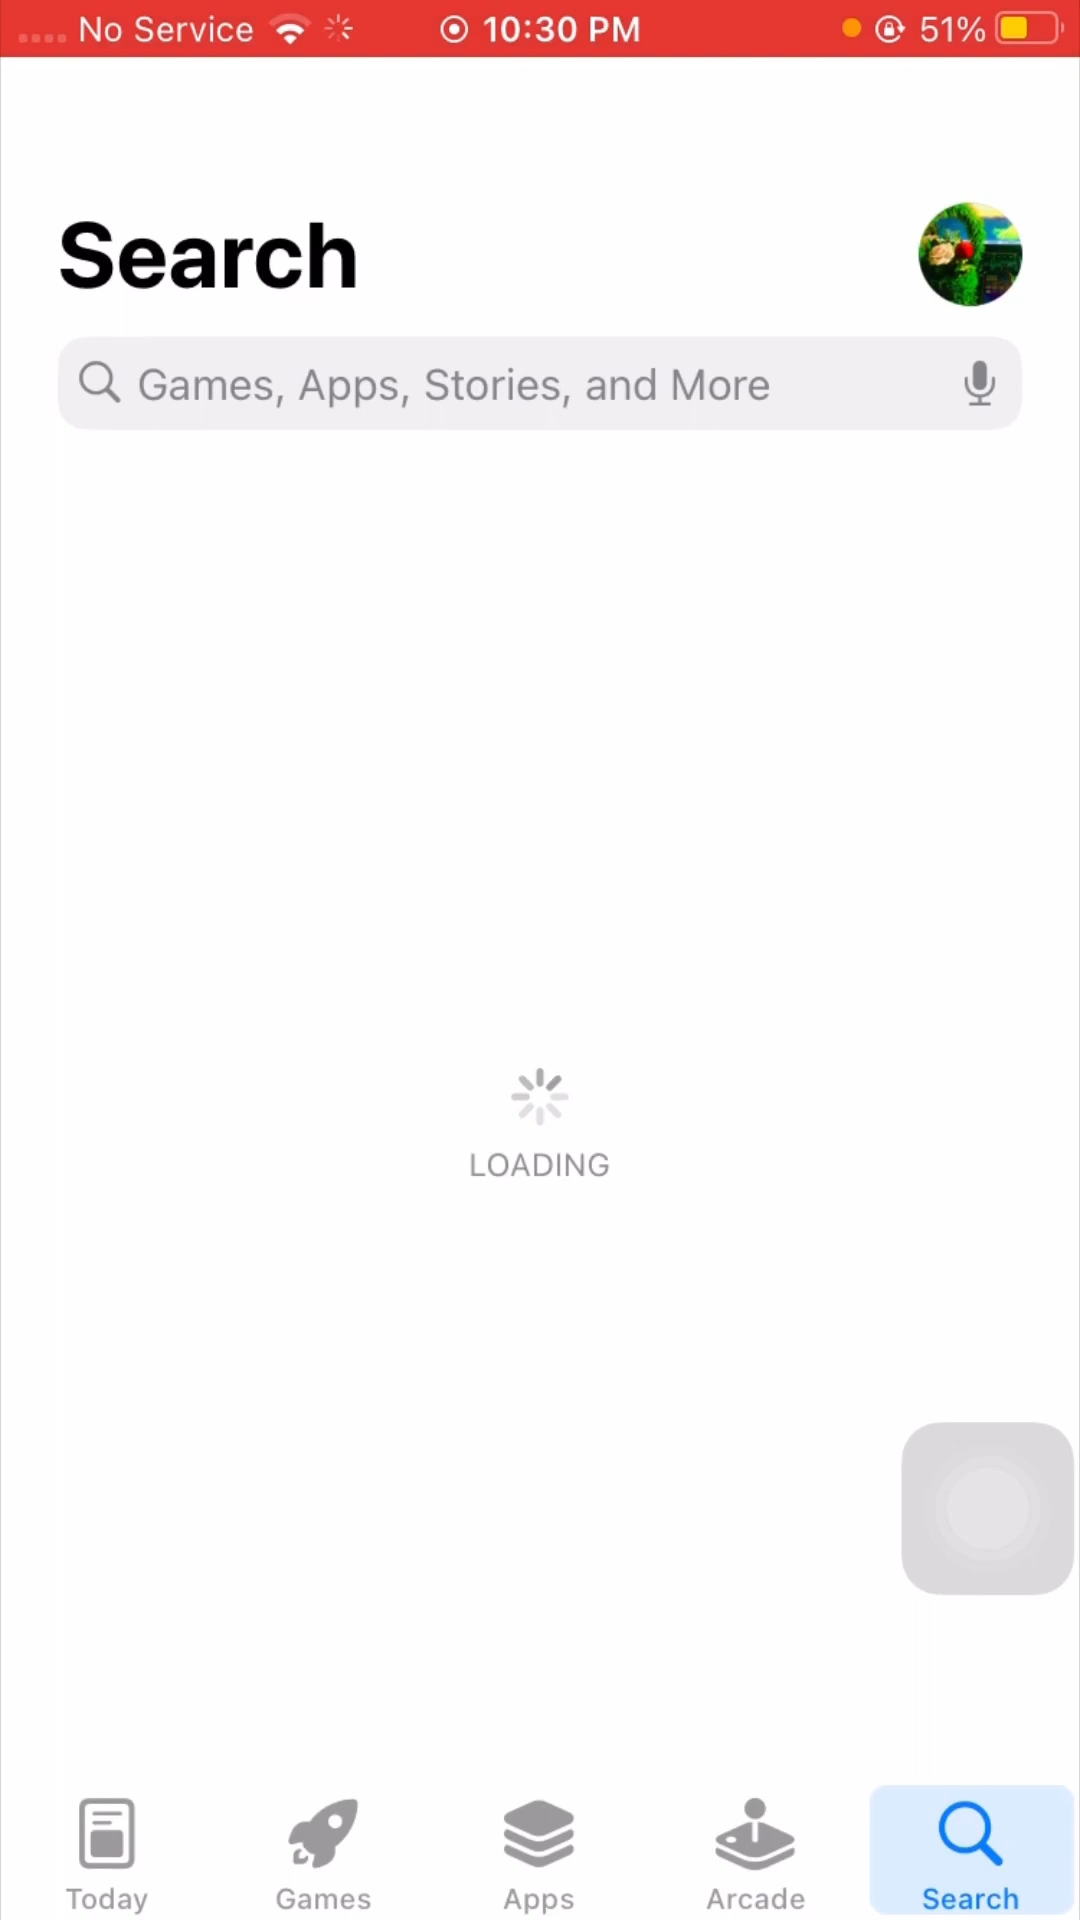 No Service 10:30 PM 51%
Search
Games, Apps, Stories, and More
LOADING
Today Games Apps Arcade Search